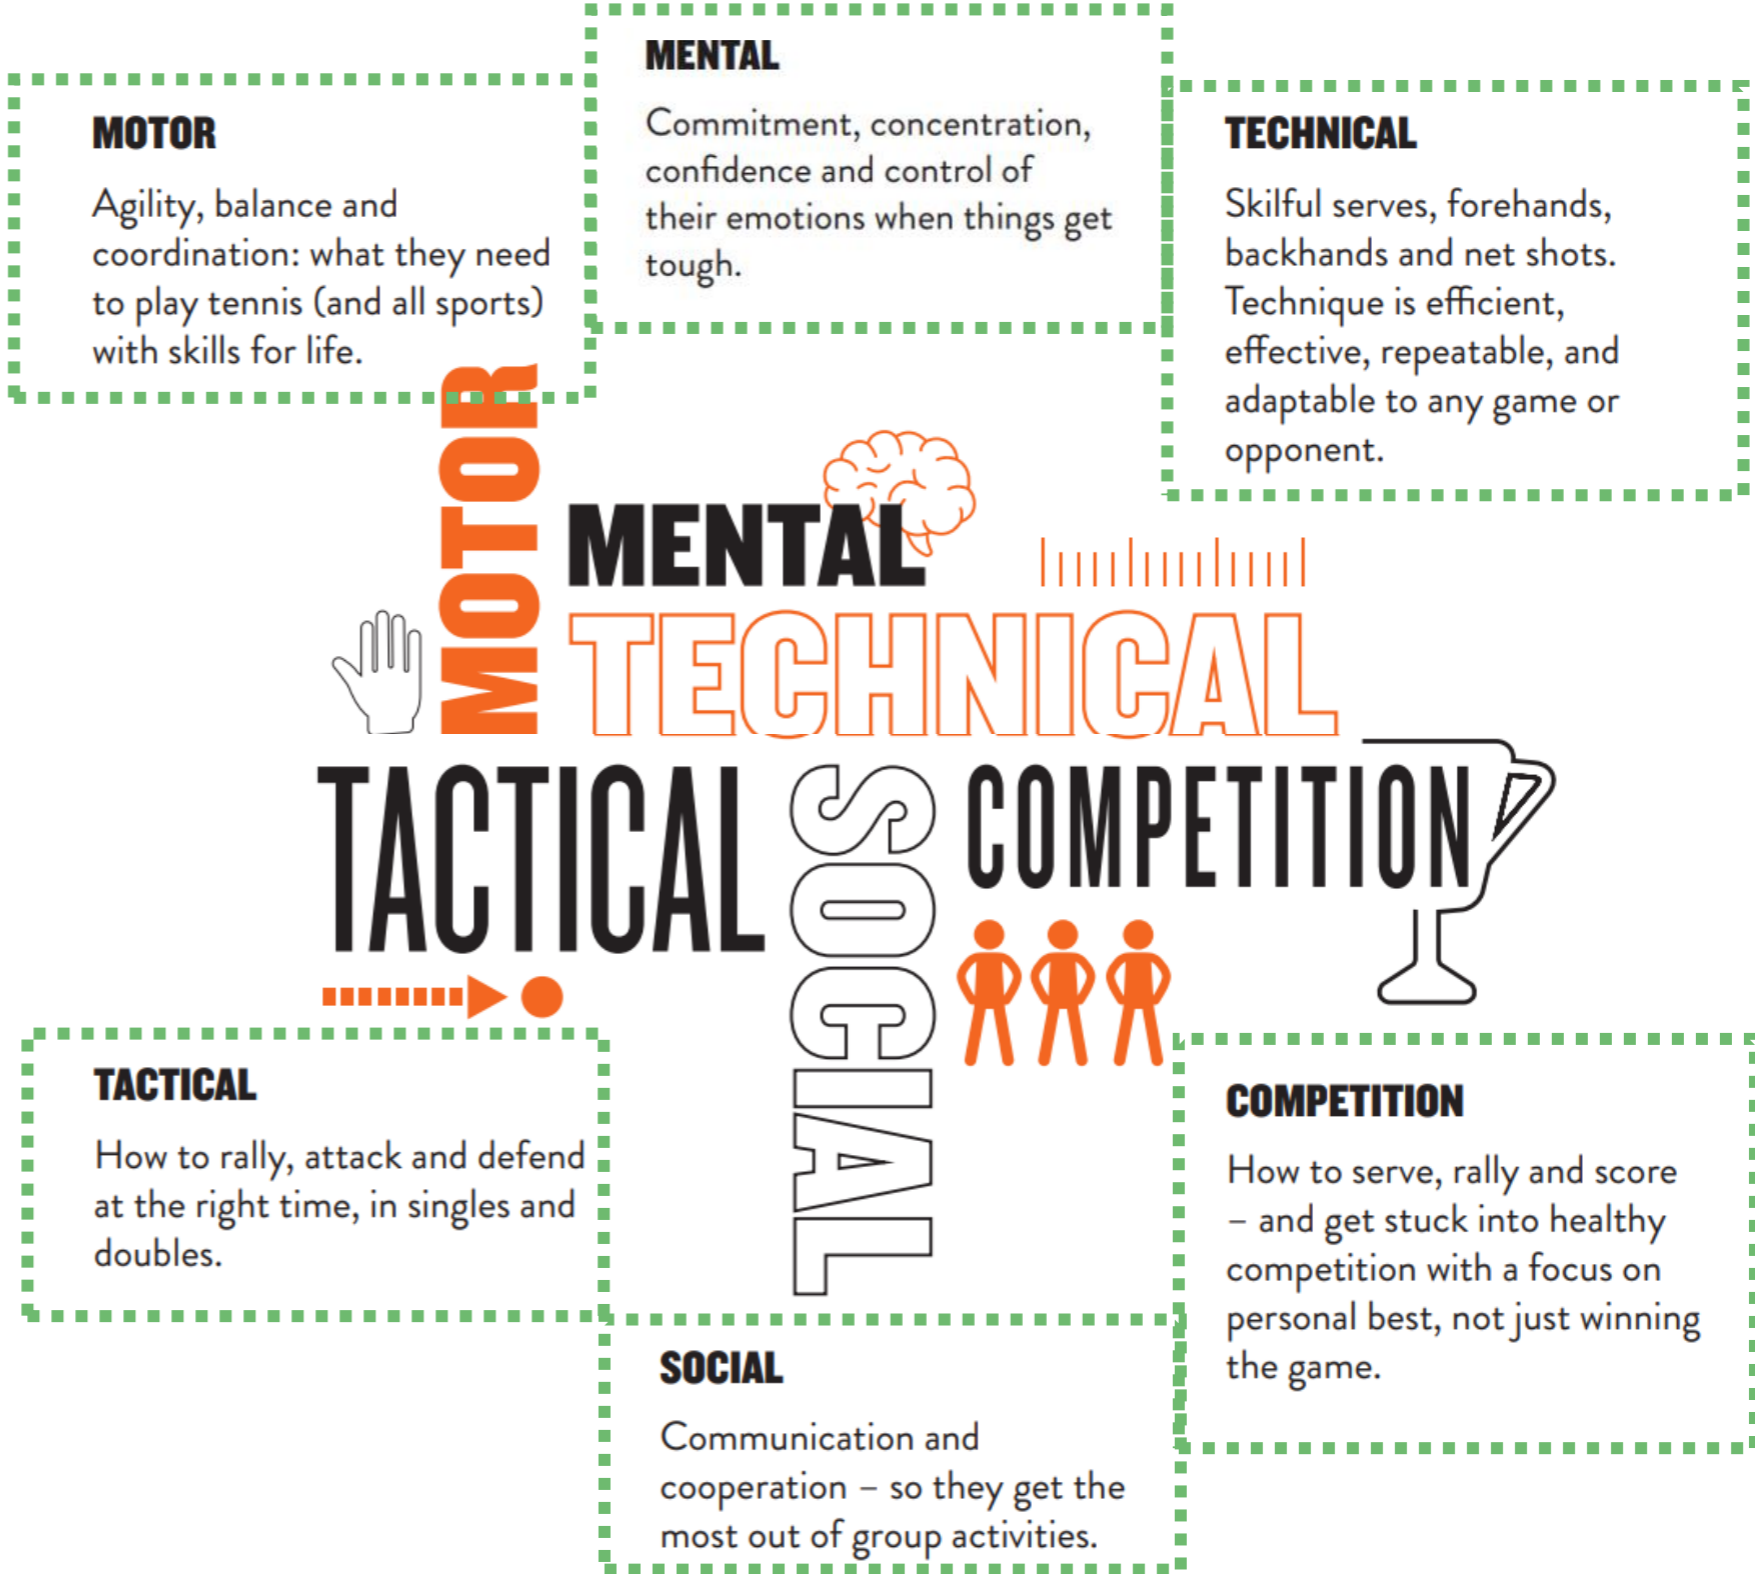 MENTAL
Commitment, concentration,
confidence and control of
their emotions when things get
tough.
MOTOR
Agility, balance and
coordination: what they need
to play tennis (and all sports)
with skills for life.
TECHNICAL
Skilful serves, forehands,
backhands and net shots.
Technique is efficient,
effective, repeatable, and
adaptable to any game or
opponent.
MOTOR
MENTAL
TECHNICAL
TACTICAL
SOCIAL
COMPETITION
TACTICAL
How to rally, attack and defend
at the right time, in singles and
doubles.
COMPETITION
How to serve, rally and score
– and get stuck into healthy
competition with a focus on
personal best, not just winning
the game.
SOCIAL
Communication and
cooperation – so they get the
most out of group activities.